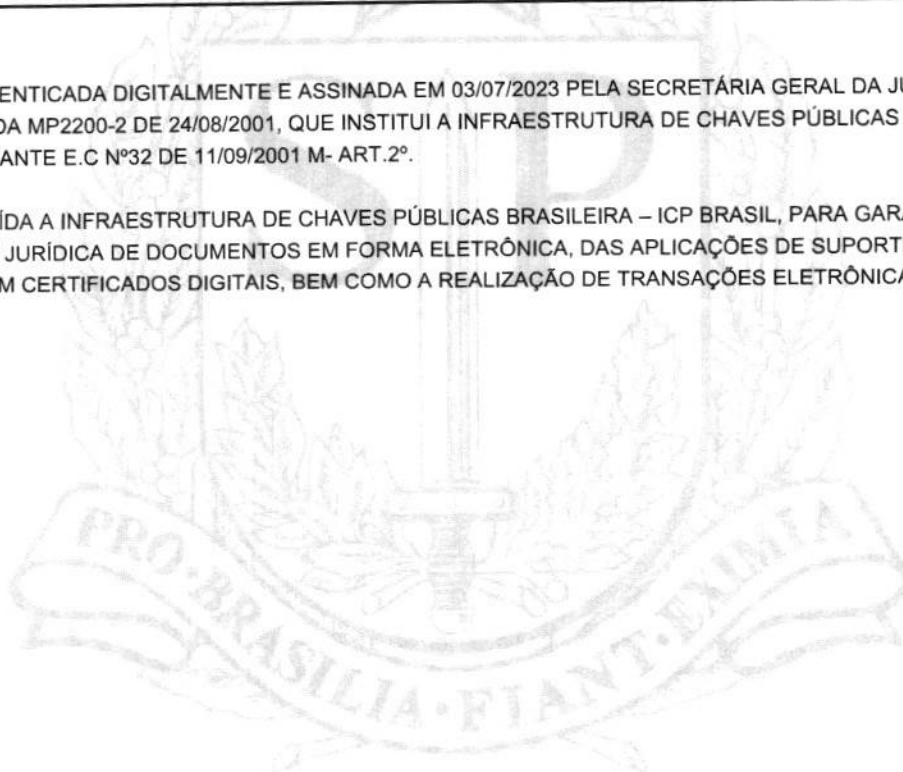 ENTICADA DIGITALMENTE E ASSINADA EM 03/07/2023 PELA SECRETÁRIA GERAL DA JU
DA MP2200-2 DE 24/08/2001, QUE INSTITUI A INFRAESTRUTURA DE CHAVES PÚBLICAS
ANTE E.C Nº32 DE 11/09/2001 M- ART.2º.
ÍDA A INFRAESTRUTURA DE CHAVES PÚBLICAS BRASILEIRA – ICP BRASIL, PARA GARA
JURÍDICA DE DOCUMENTOS EM FORMA ELETRÔNICA, DAS APLICAÇÕES DE SUPORT
M CERTIFICADOS DIGITAIS, BEM COMO A REALIZAÇÃO DE TRANSAÇÕES ELETRÔNICA
SP
PRO·BRASILIA·FIANT·EXIMIA